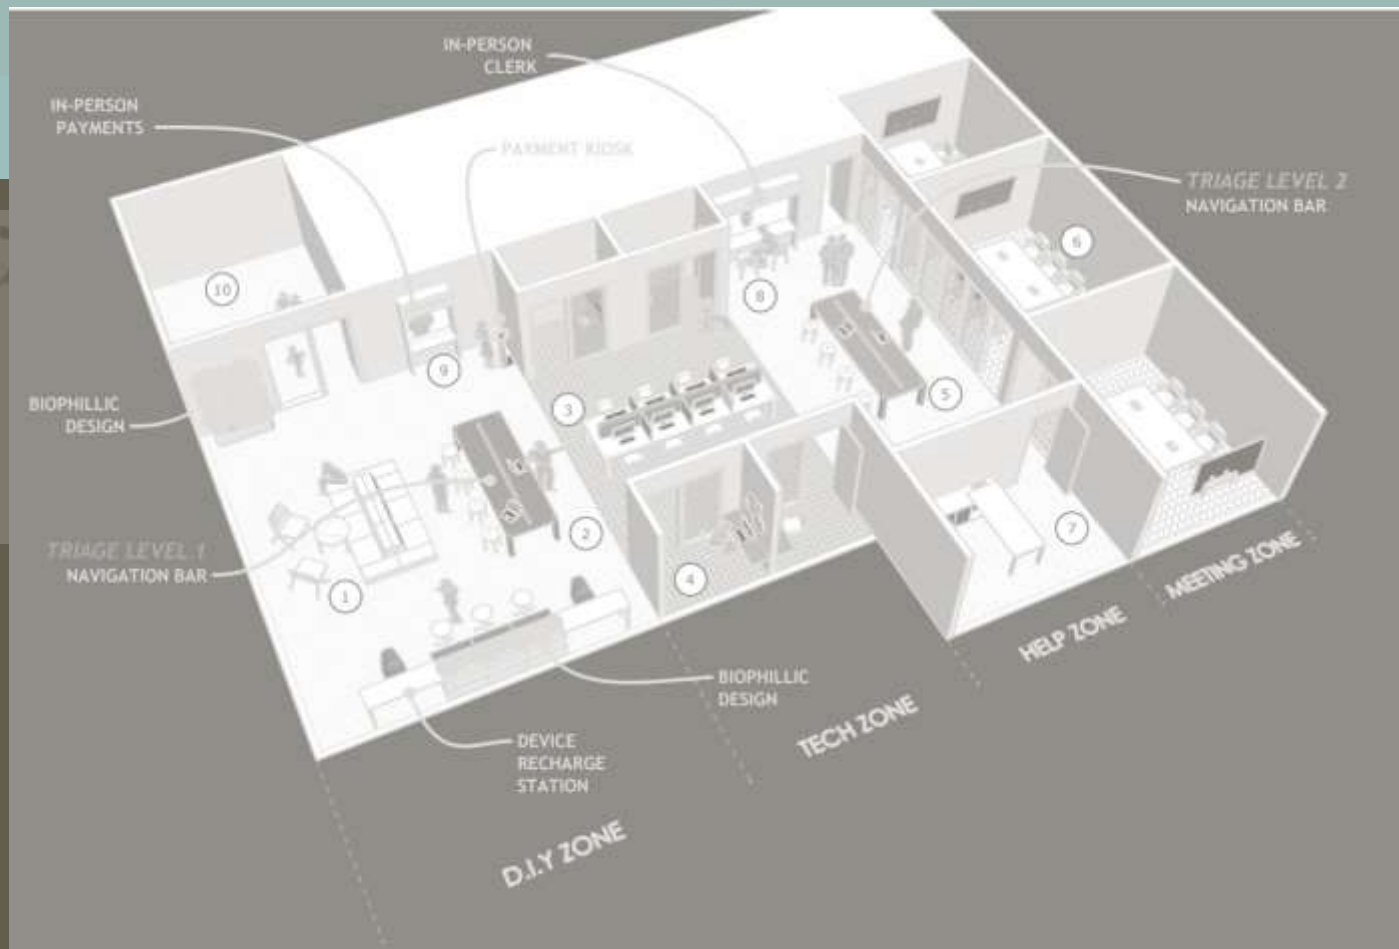 IN-PERSON
CLERK
IN-PERSON
PAYMENTS
PAYMENT KIOSK
TRIAGE LEVEL 2
NAVIGATION BAR
6
10
8
9
5
3
BIOPHILLIC
DESIGN
2
7
TRIAGE LEVEL 1
NAVIGATION BAR
4
1
MEETING ZONE
HELP ZONE
BIOPHILLIC
DESIGN
TECH ZONE
DEVICE
RECHARGE
STATION
D.I.Y ZONE